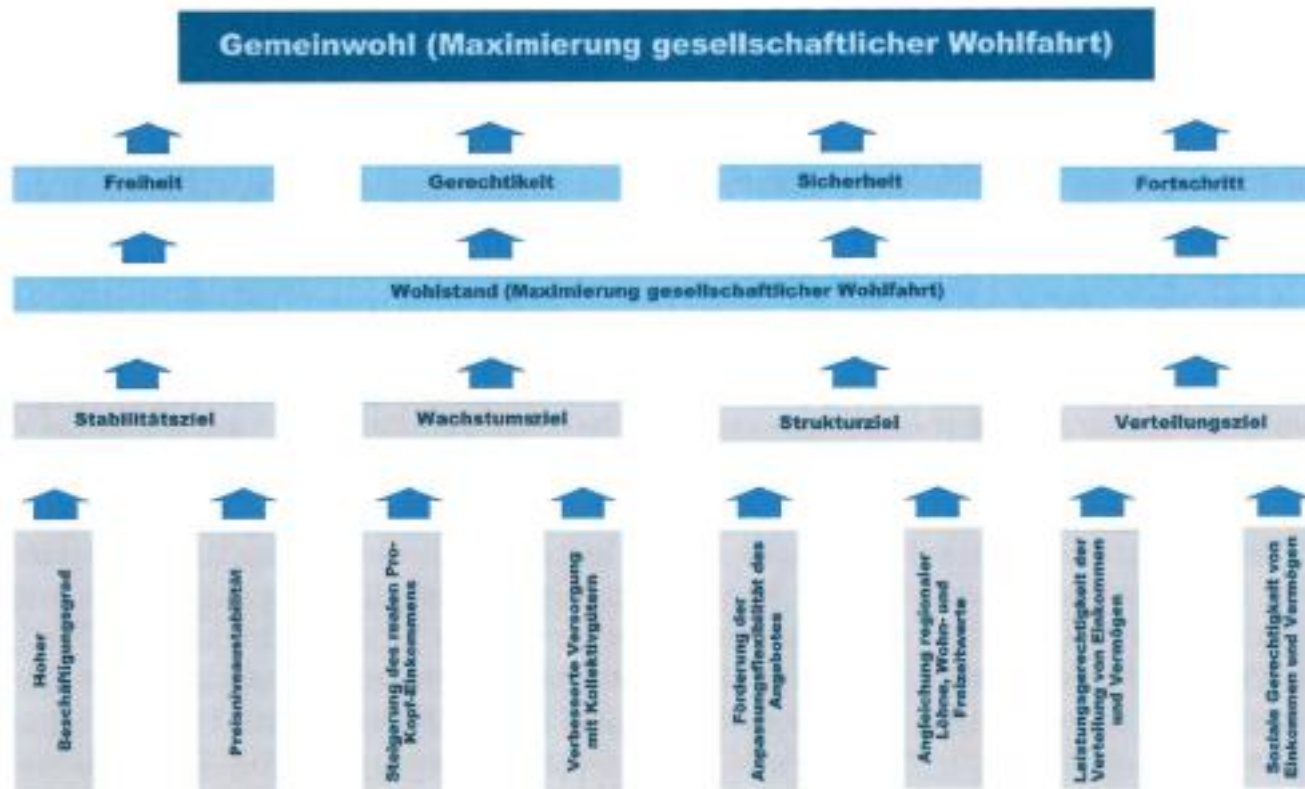 Gemeinwohl (Maximierung gesellschaftlicher Wohlfahrt)
Freiheit
Gerechtikeit
Sicherheit
Fortschritt
Wohlstand (Maximierung gesellschaftlicher Wohlfahrt)
Stabilitätsziel
Wachstumsziel
Strukturziel
Verteilungsziel
Hoher
Beschäftigungsgrad
Preisniveaustabilität
Steigerung des realen Pro-
Kopf-Einkommens
Verbesserte Versorgung
mit Kollektivgütern
Förderung der
Anpassungsflexibilität des
Angebotes
Angleichung regionaler
Löhne, Wohn- und
Freizeitwerte
Leistungsgerechtigkeit der
Verteilung von Einkommen
und Vermögen
Soziale Gerechtigkeit von
Einkommen und Vermögen